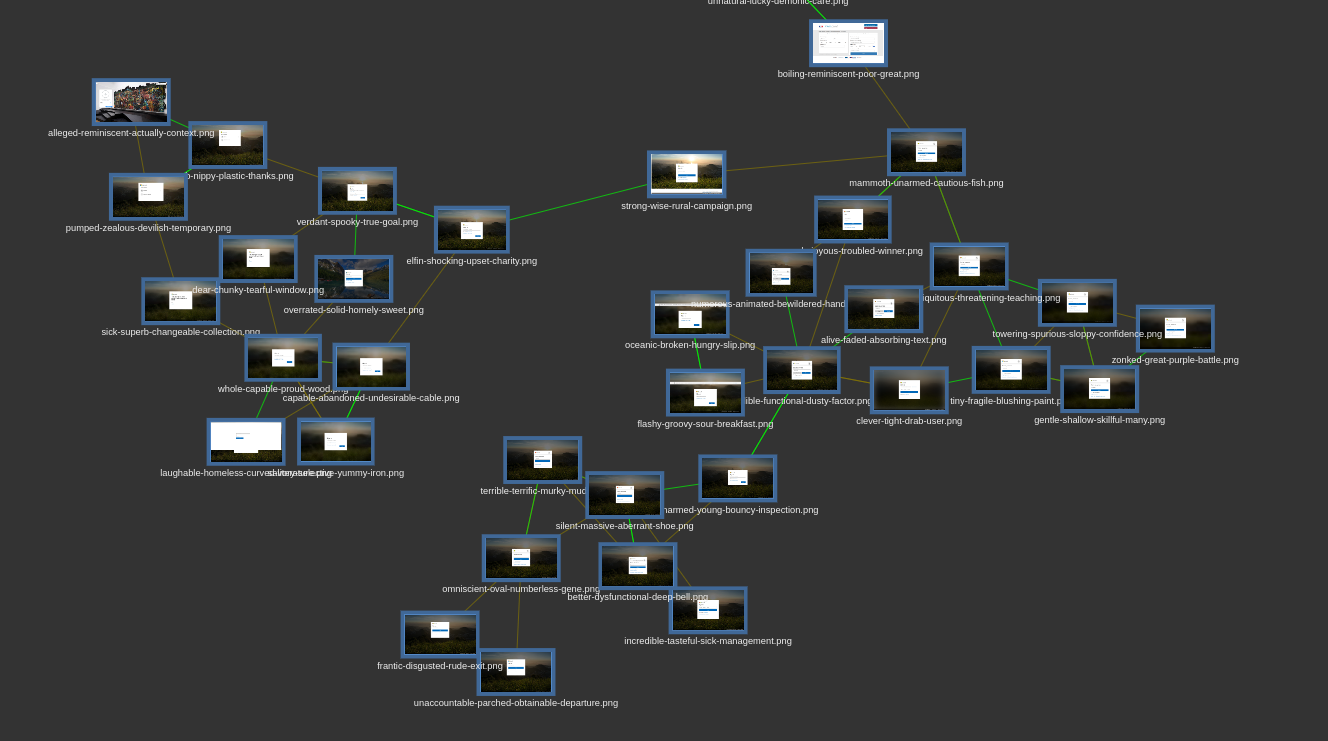 unnatural-lucky-demonic-care.png
boiling-reminiscent-poor-great.png
alleged-reminiscent-actually-context.png
nippy-plastic-thanks.png
mammoth-unarmed-cautious-fish.png
strong-wise-rural-campaign.png
verdant-spooky-true-goal.png
pumped-zealous-devilish-temporary.png
troubled-winner.png
elfin-shocking-upset-charity.png
dear-chunky-tearful-window.png
threatening-teaching.png
numerous-animated-bewildered-hand
overrated-solid-homely-sweet.png
sick-superb-changeable-collection.png
towering-spurious-sloppy-confidence.png
alive-faded-absorbing-text.png
oceanic-broken-hungry-slip.png
zonked-great-purple-battle.png
whole-capable-proud-wood.png
capable-abandoned-undesirable-cable.png
functional-dusty-factor.png
tiny-fragile-blushing-paint.p
clever-tight-drab-user.png
gentle-shallow-skillful-many.png
flashy-groovy-sour-breakfast.png
laughable-homeless-curved
yummy-iron.png
terrible-terrific-murky-mud
young-bouncy-inspection.png
silent-massive-aberrant-shoe.png
omniscient-oval-numberless-gene.png
better-dysfunctional-deep-bell.png
incredible-tasteful-sick-management.png
frantic-disgusted-rude-exit.png
unaccountable-parched-obtainable-departure.png